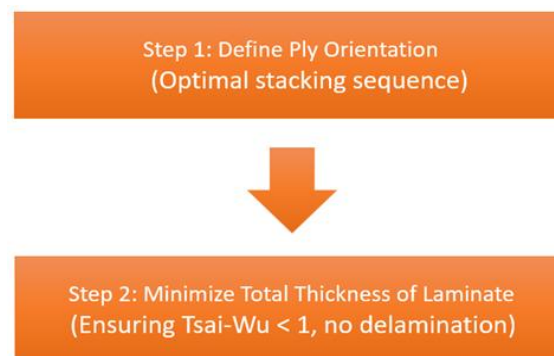 Step 1: Define Ply Orientation
(Optimal stacking sequence)
Step 2: Minimize Total Thickness of Laminate
(Ensuring Tsai-Wu < 1, no delamination)